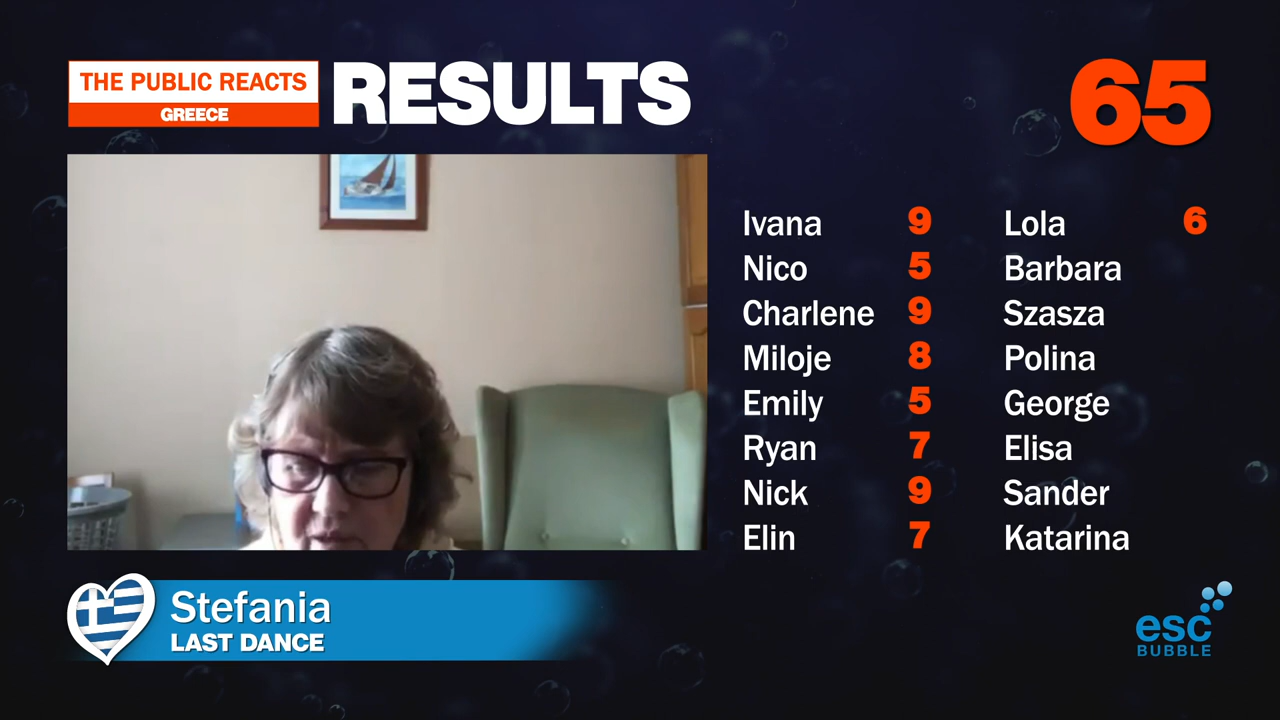 THE PUBLIC REACTS
GREECE
RESULTS
65
Ivana 9
Nico 5
Charlene 9
Miloje 8
Emily 5
Ryan 7
Nick 9
Elin 7
Lola 6
Barbara
Szasza
Polina
George
Elisa
Sander
Katarina
Stefania
LAST DANCE
esc
BUBBLE